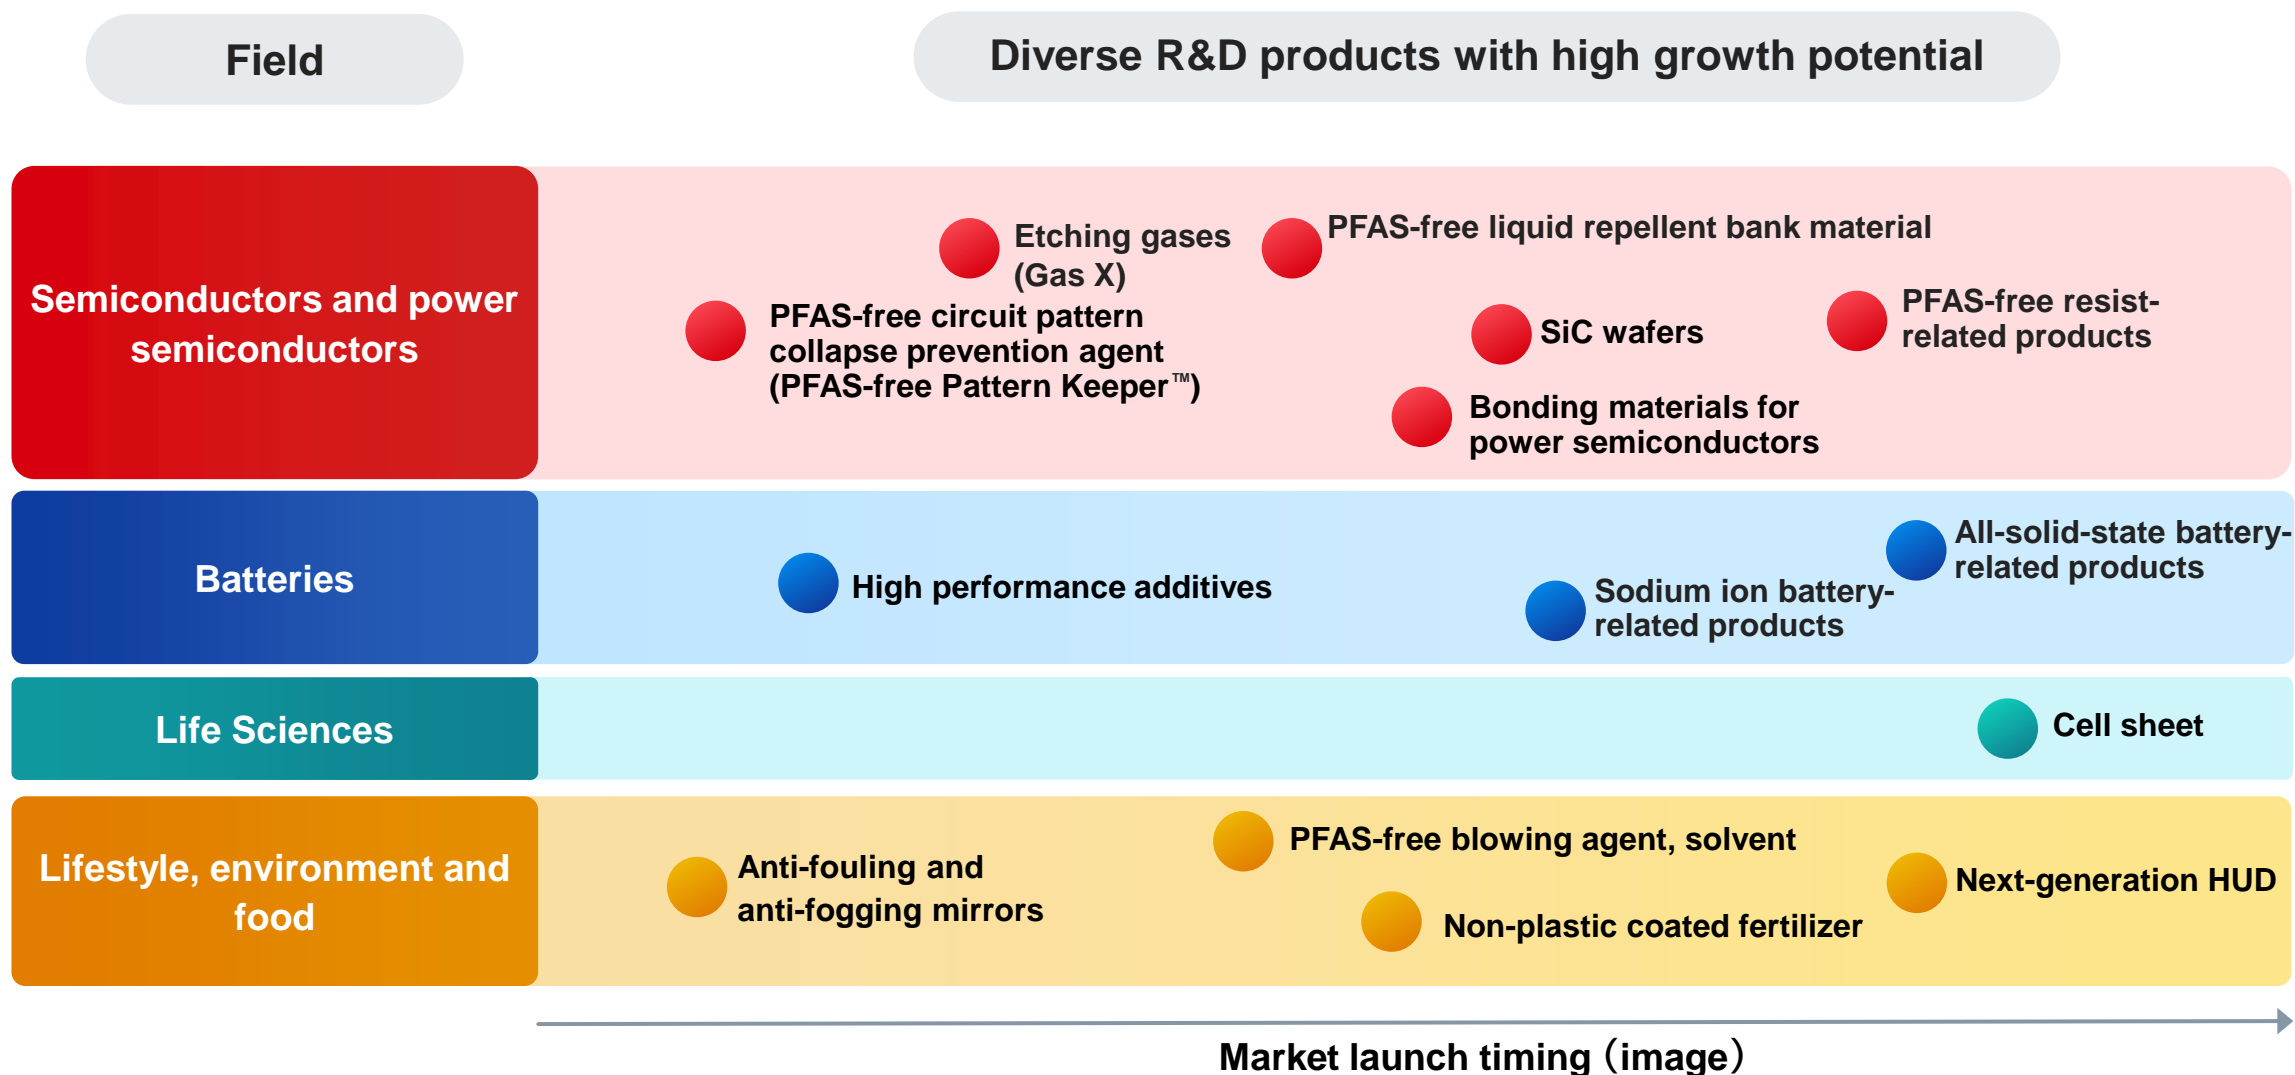 Field
Diverse R&D products with high growth potential
Semiconductors and power
semiconductors
Etching gases
(Gas X)
PFAS-free liquid repellent bank material
PFAS-free circuit pattern
collapse prevention agent
(PFAS-free Pattern Keeper™)
SiC wafers
PFAS-free resist-
related products
Bonding materials for
power semiconductors
Batteries
High performance additives
Sodium ion battery-
related products
All-solid-state battery-
related products
Life Sciences
Cell sheet
Lifestyle, environment and
food
Anti-fouling and
anti-fogging mirrors
PFAS-free blowing agent, solvent
Non-plastic coated fertilizer
Next-generation HUD
Market launch timing（image）